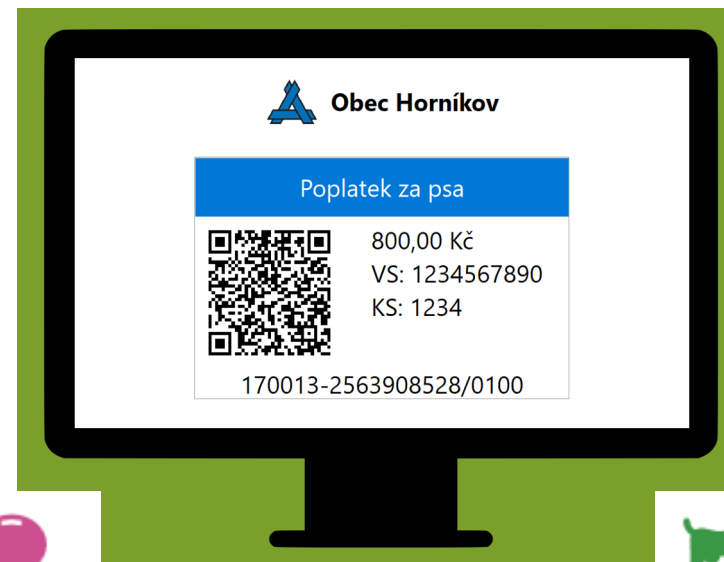 Obec Horníkov
Poplatek za psa
800,00 Kč
VS: 1234567890
KS: 1234
170013-2563908528/0100